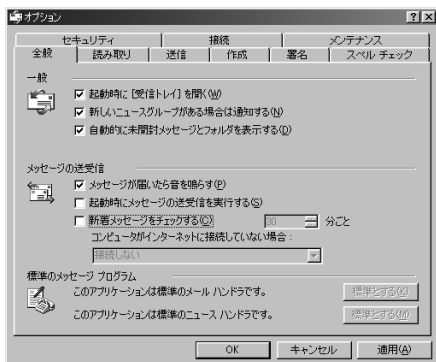 オプション
セキュリティ 接続 メンテナンス
全般 読み取り 送信 作成 署名 スペル チェック
一般
起動時に [受信トレイ] を開く(W)
新しいニュースグループがある場合は通知する(N)
自動的に未開封メッセージとフォルダを表示する(D)
メッセージの送受信
メッセージが届いたら音を鳴らす(P)
起動時にメッセージの送受信を実行する(S)
新着メッセージをチェックする(C) 30 分ごと
コンピュータがインターネットに接続していない場合 :
接続しない
標準のメッセージ プログラム
このアプリケーションは標準のメール ハンドラです。 標準とする(K)
このアプリケーションは標準のニュース ハンドラです。 標準とする(M)
OK キャンセル 適用(A)